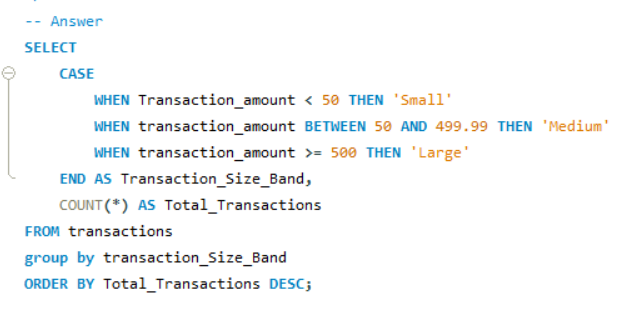 -- Answer
SELECT
CASE
WHEN Transaction_amount < 50 THEN 'Small'
WHEN transaction_amount BETWEEN 50 AND 499.99 THEN 'Medium'
WHEN transaction_amount >= 500 THEN 'Large'
END AS Transaction_Size_Band,
COUNT(*) AS Total_Transactions
FROM transactions
group by transaction_Size_Band
ORDER BY Total_Transactions DESC;